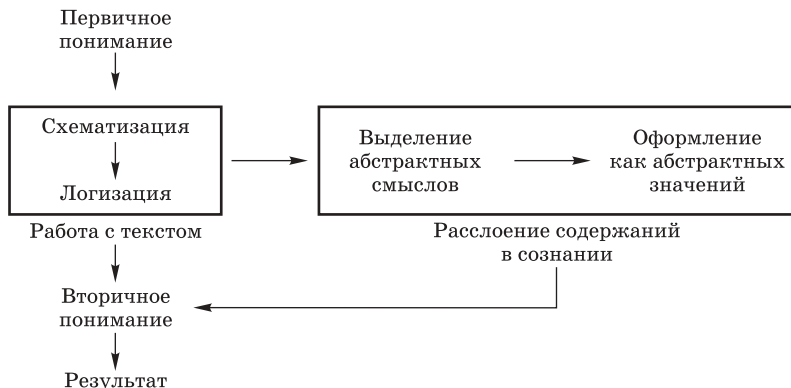 Первичное
понимание
Схематизация
Логизация
Работа с текстом
Выделение
абстрактных
смыслов
Оформление
как абстрактных
значений
Расслоение содержаний
в сознании
Вторичное
понимание
Результат